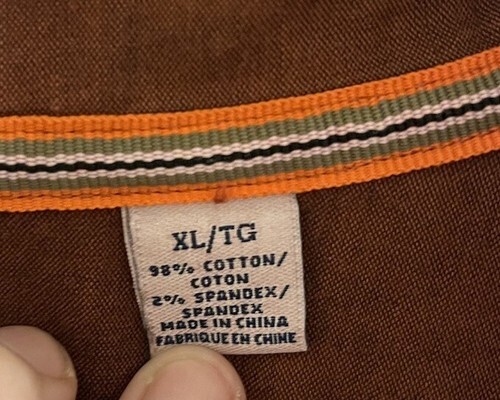 XL/TG
98% COTTON/
COTON
2% SPANDEX/
SPANDEX
MADE IN CHINA
FABRIQUE EN CHINE